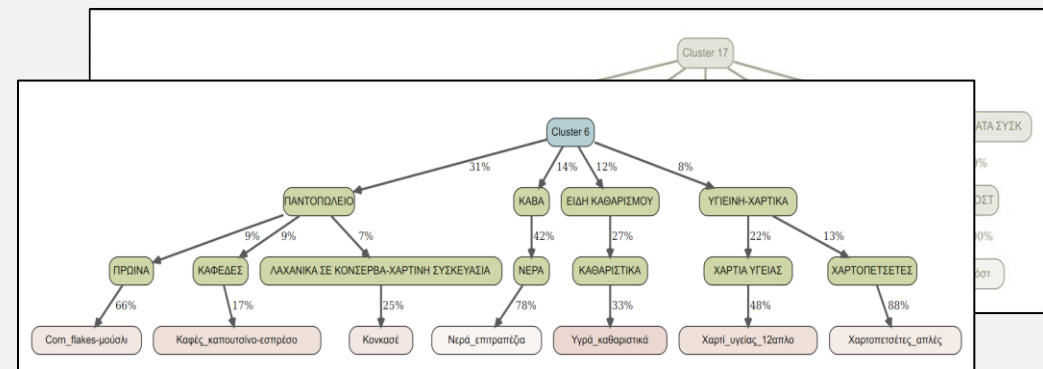 Cluster 17
ΑΤΑ ΣΥΣΚ
Cluster 6
31% 14% 12% 8%
ΠΑΝΤΟΠΩΛΕΙΟ ΚΑΒΑ ΕΙΔΗ ΚΑΘΑΡΙΣΜΟΥ ΥΓΙΕΙΝΗ-ΧΑΡΤΙΚΑ
9% 9% 7% 42% 27% 22% 13%
ΠΡΩΙΝΑ ΚΑΦΕΔΕΣ ΛΑΧΑΝΙΚΑ ΣΕ ΚΟΝΣΕΡΒΑ-ΧΑΡΤΙΝΗ ΣΥΣΚΕΥΑΣΙΑ ΝΕΡΑ ΚΑΘΑΡΙΣΤΙΚΑ ΧΑΡΤΙΑ ΥΓΕΙΑΣ ΧΑΡΤΟΠΕΤΣΕΤΕΣ
66% 17% 25% 78% 33% 48% 88%
Corn_flakes-μούσλι Καφές_καπουτσίνο-εσπρέσο Κονκασέ Νερά_επιτραπέζια Υγρά_καθαριστικά Χαρτί_υγείας_12απλο Χαρτοπετσέτες_απλές